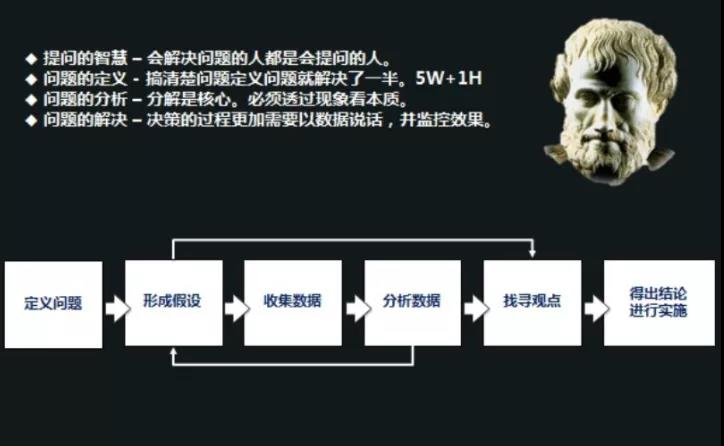 ◆ 提问的智慧 – 会解决问题的人都是会提问的人。
◆ 问题的定义 - 搞清楚问题定义问题就解决了一半。5W+1H
◆ 问题的分析 – 分解是核心。必须透过现象看本质。
◆ 问题的解决 – 决策的过程更加需要以数据说话，并监控效果。
定义问题
形成假设
收集数据
分析数据
找寻观点
得出结论
进行实施